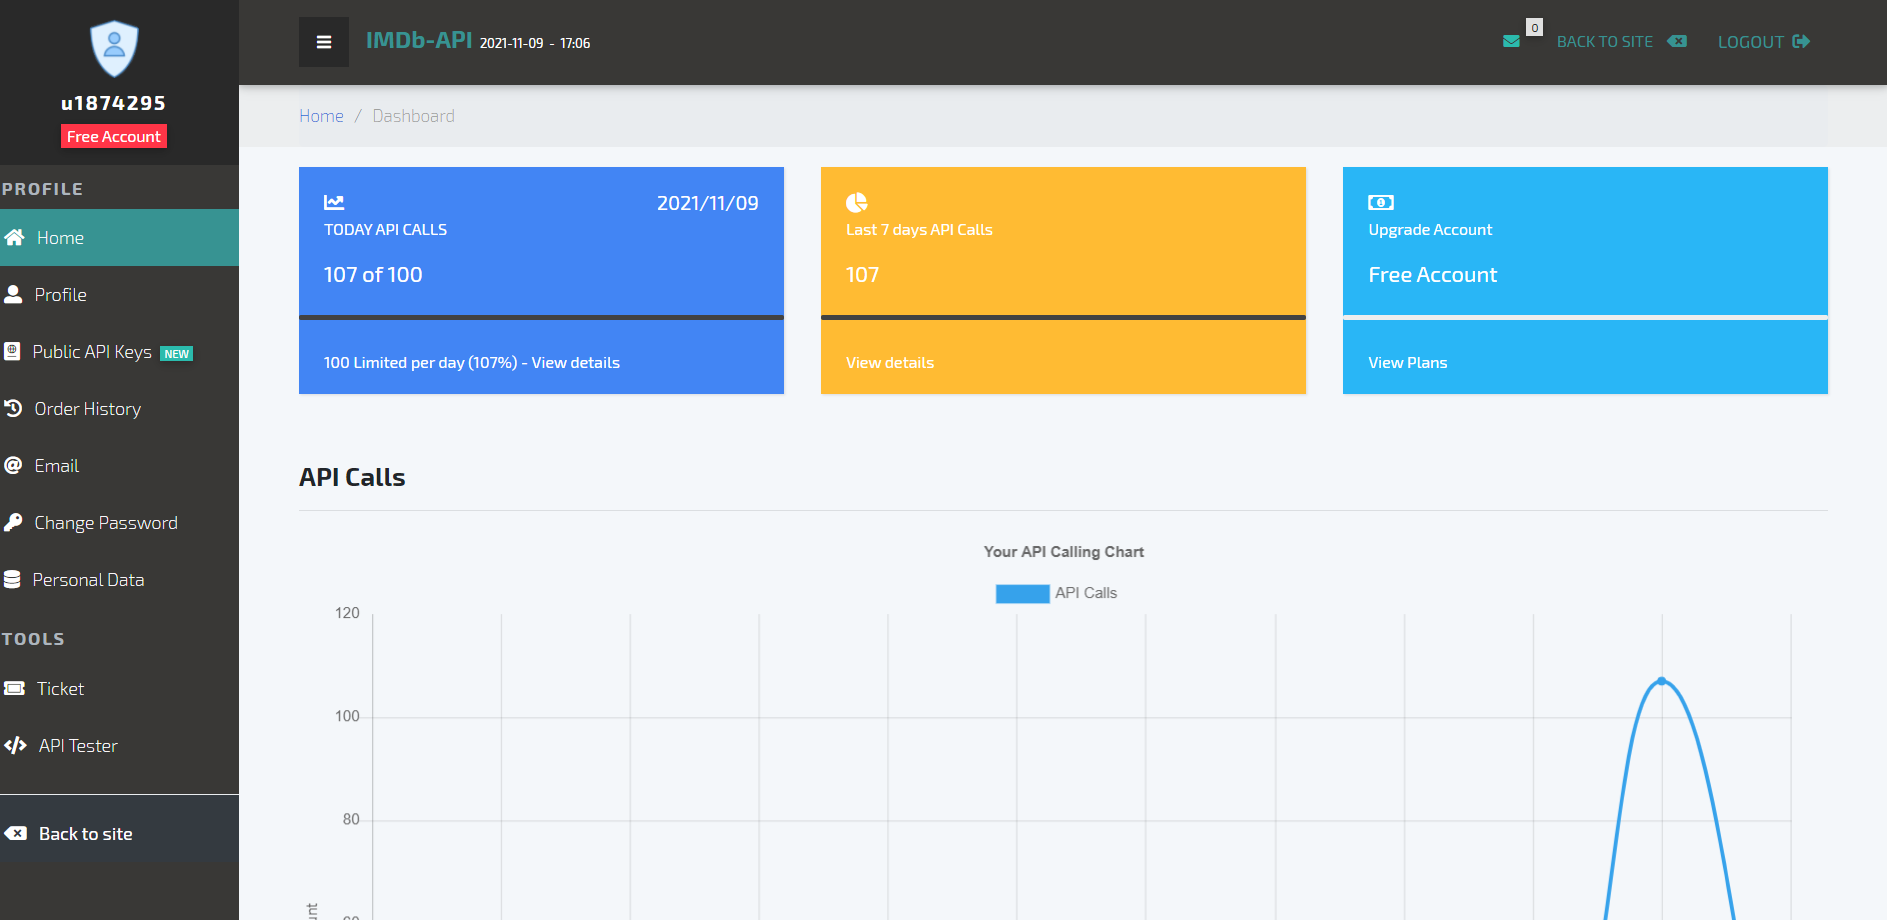 u1874295
Free Account
PROFILE
Home
Profile
Public API Keys NEW
Order History
Email
Change Password
Personal Data
TOOLS
Ticket
API Tester
Back to site
IMDb-API 2021-11-09 - 17:06
0
BACK TO SITE
LOGOUT
Home / Dashboard
2021/11/09
TODAY API CALLS
107 of 100
100 Limited per day (107%) - View details
Last 7 days API Calls
107
View details
Upgrade Account
Free Account
View Plans
API Calls
Your API Calling Chart
API Calls
120
100
80